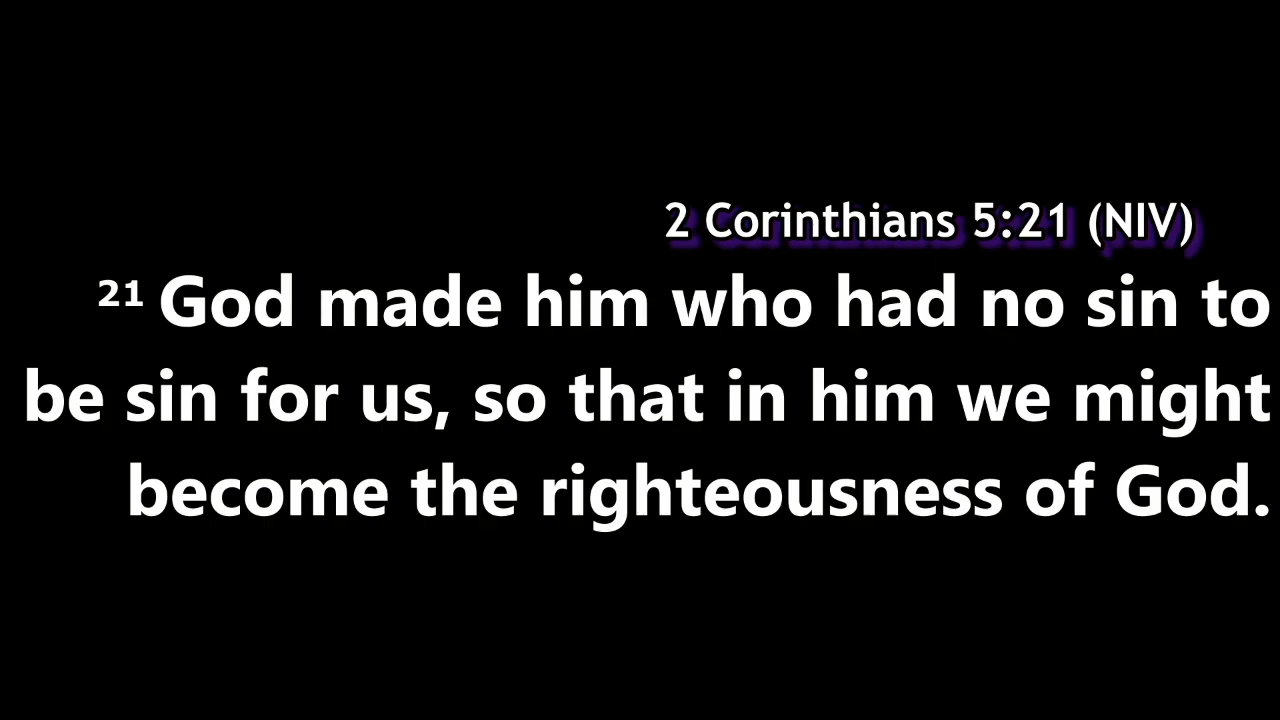 2 Corinthians 5:21 (NIV)
²¹ God made him who had no sin to
be sin for us, so that in him we might
become the righteousness of God.